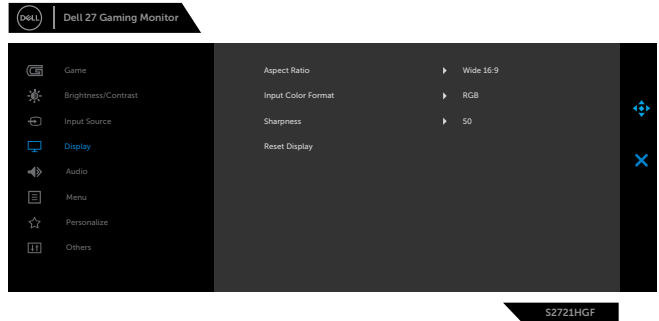 DELL Dell 27 Gaming Monitor
Game
Brightness/Contrast
Input Source
Display
Audio
Menu
Personalize
Others
Aspect Ratio Wide 16:9
Input Color Format RGB
Sharpness 50
Reset Display
S2721HGF